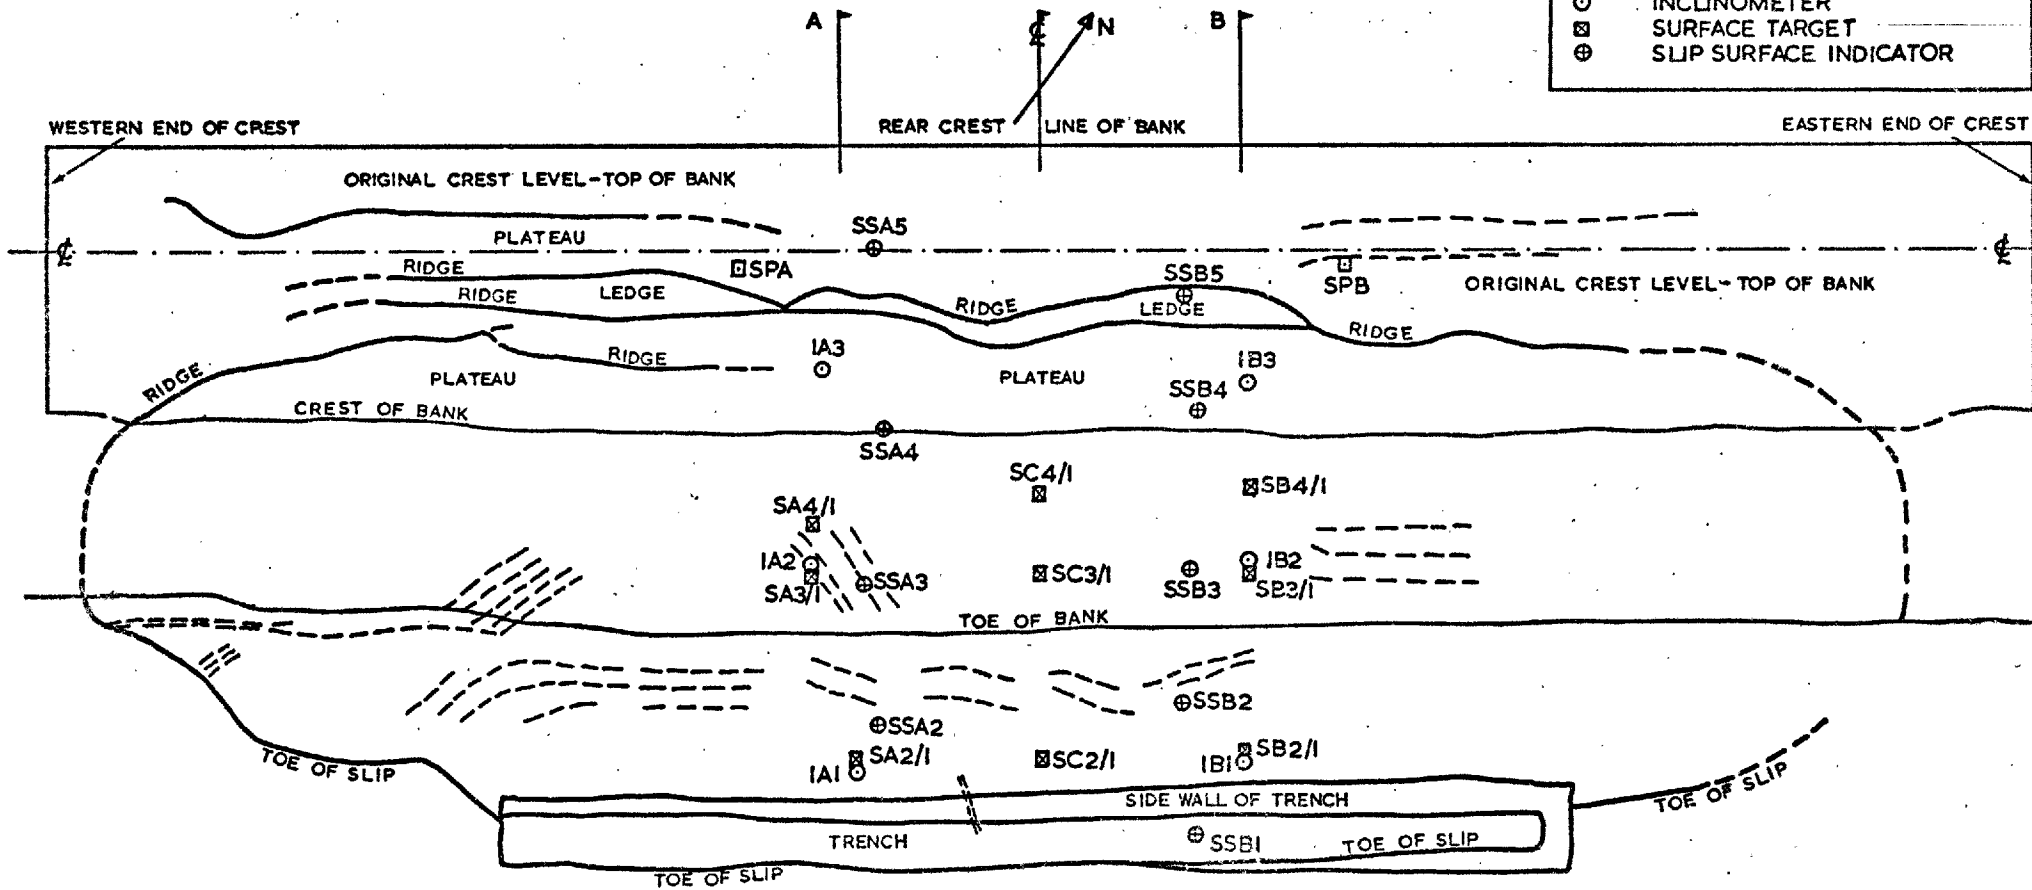 A
N
B
INCLINOMETER
SURFACE TARGET
SLIP SURFACE INDICATOR
WESTERN END OF CREST
REAR CREST LINE OF BANK
EASTERN END OF CREST
ORIGINAL CREST LEVEL-TOP OF BANK
PLATEAU
SSA5
RIDGE
SPA
SSB5
SPB
ORIGINAL CREST LEVEL-TOP OF BANK
RIDGE
LEDGE
RIDGE
LEDGE
RIDGE
IA3
RIDGE
IB3
RIDGE
PLATEAU
PLATEAU
SSB4
CREST OF BANK
SSA4
SC4/1
SB4/1
SA4/1
IA2
SSA3
SC3/1
IB2
SA3/1
SSB3
SB3/1
TOE OF BANK
SSB2
SSA2
SA2/1
SC2/1
SB2/1
TOE OF SLIP
IA1
IB1
TOE OF SLIP
SIDE WALL OF TRENCH
TRENCH
SSB1
TOE OF SLIP
TOE OF SLIP